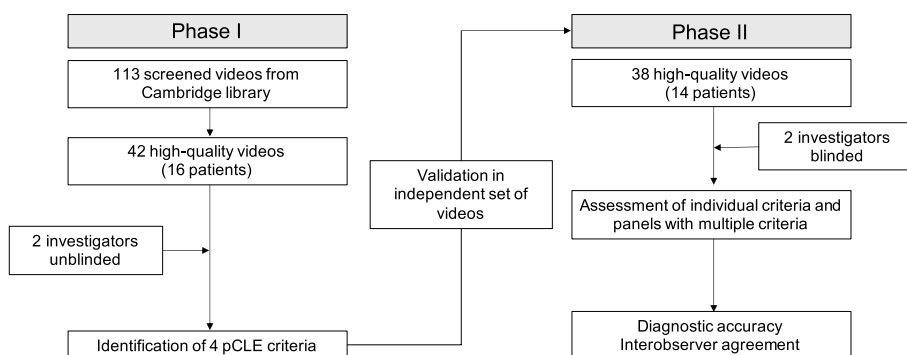 Phase I
113 screened videos from
Cambridge library
42 high-quality videos
(16 patients)
2 investigators
unblinded
Identification of 4 pCLE criteria
Validation in
independent set of
videos
Phase II
38 high-quality videos
(14 patients)
2 investigators
blinded
Assessment of individual criteria and
panels with multiple criteria
Diagnostic accuracy
Interobserver agreement